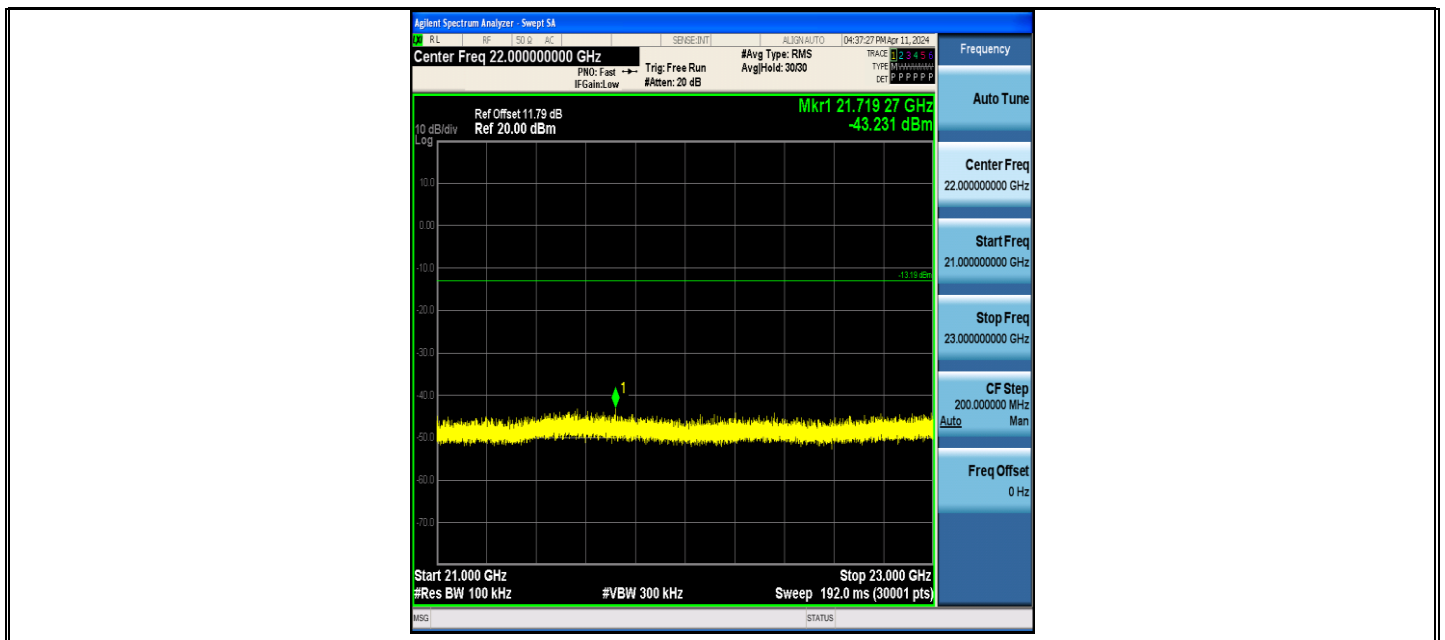 Agilent Spectrum Analyzer - Swept SA
RL RF 50 Ω AC SENSE:INT ALIGN AUTO 04:37:27 PM Apr 11, 2024
Center Freq 22.000000000 GHz
PNO: Fast
IFGain:Low
Trig: Free Run
#Atten: 20 dB
#Avg Type: RMS
Avg|Hold: 30/30
TRACE 1 2 3 4 5 6
TYPE
DET P P P P P P
Frequency
Auto Tune
Center Freq
22.000000000 GHz
Start Freq
21.000000000 GHz
Stop Freq
23.000000000 GHz
CF Step
200.000000 MHz
Auto Man
Freq Offset
0 Hz
Mkr1 21.719 27 GHz
-43.231 dBm
Ref Offset 11.79 dB
10 dB/div Ref 20.00 dBm
Log
10.0
0.00
-10.0
-13.19 dBm
-20.0
-30.0
-40.0
1
-50.0
-60.0
-70.0
Start 21.000 GHz Stop 23.000 GHz
#Res BW 100 kHz #VBW 300 kHz Sweep 192.0 ms (30001 pts)
MSG STATUS